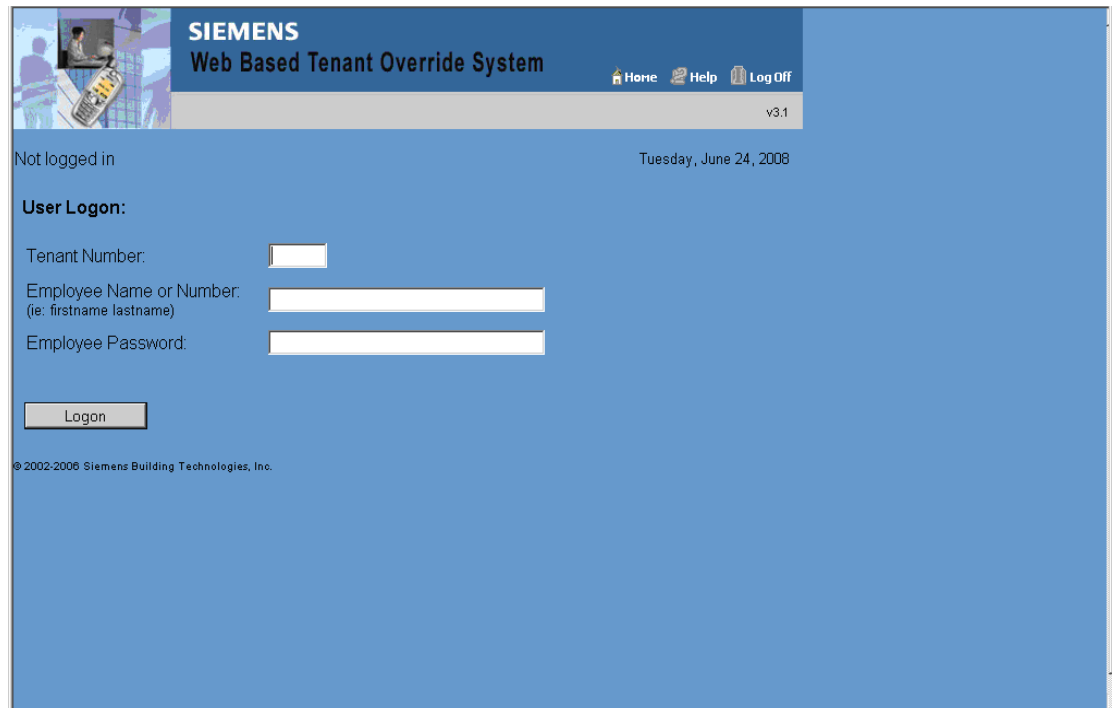 SIEMENS
Web Based Tenant Override System
Home Help Log Off
v3.1
Not logged in Tuesday, June 24, 2008
User Logon:
Tenant Number:
Employee Name or Number:
(ie: firstname lastname)
Employee Password:
Logon
© 2002-2006 Siemens Building Technologies, Inc.